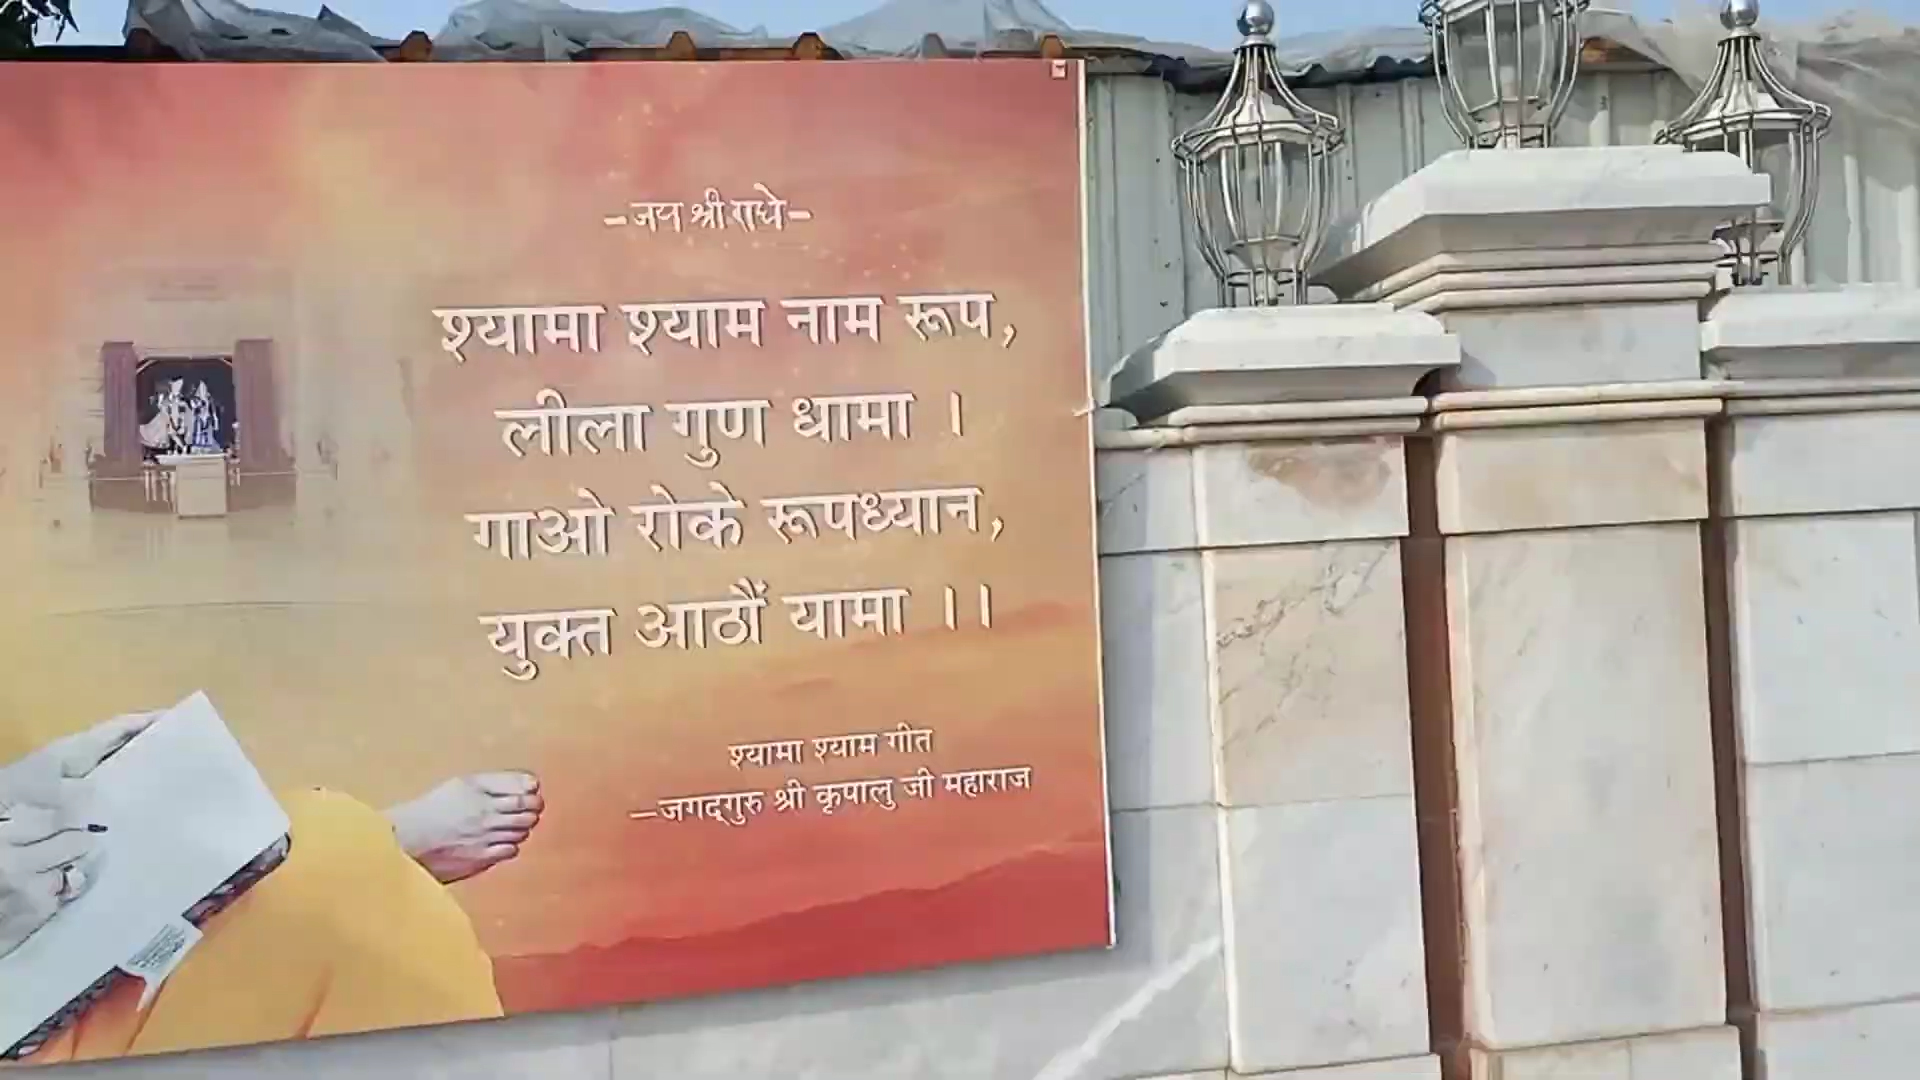 –जय श्री राधे–
श्यामा श्याम नाम रूप,
लीला गुण धामा ।
गाओ रोके रूपध्यान,
युक्त आठौं यामा ।।
श्यामा श्याम गीत
–जगद्गुरु श्री कृपालु जी महाराज